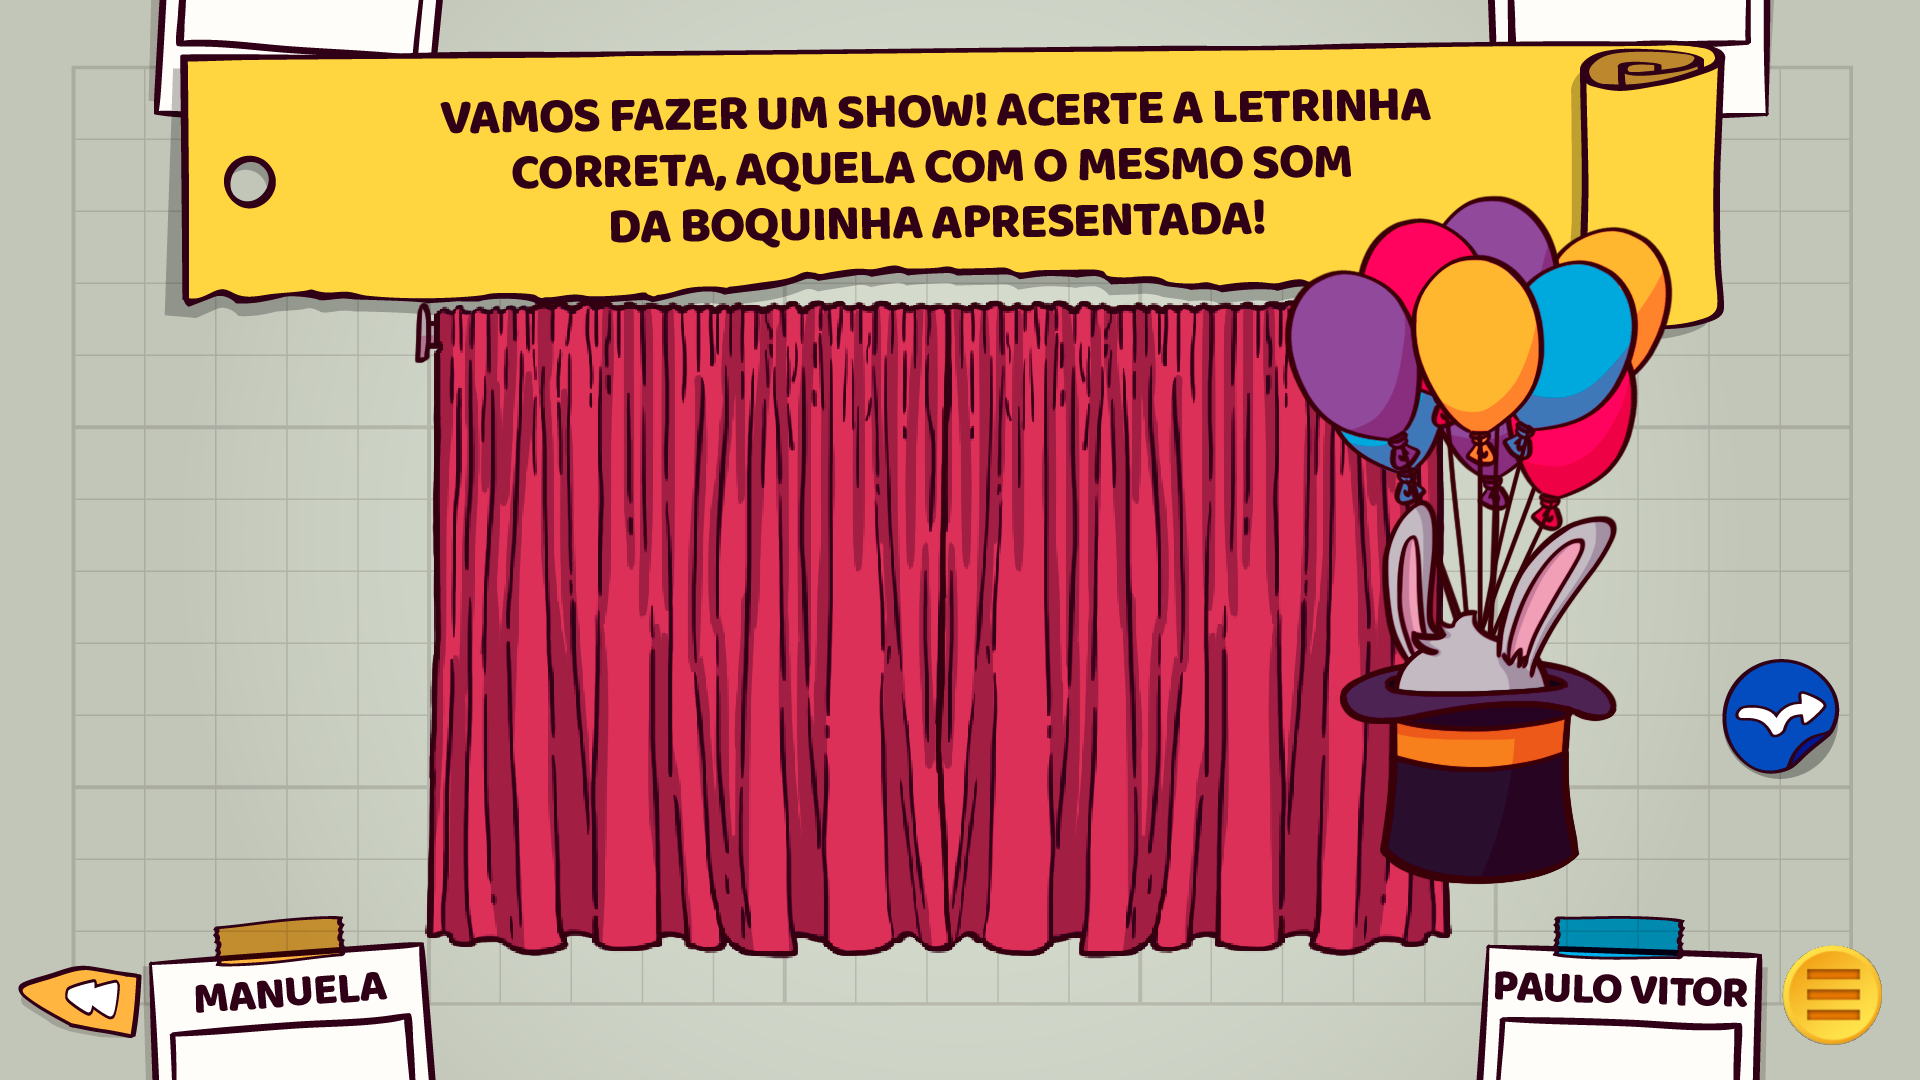 VAMOS FAZER UM SHOW! ACERTE A LETRINHA
CORRETA, AQUELA COM O MESMO SOM
DA BOQUINHA APRESENTADA!
MANUELA
PAULO VITOR